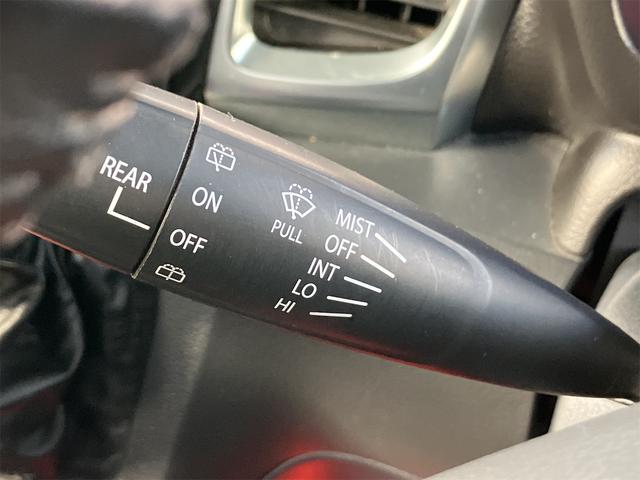 REAR
ON
OFF
PULL
MIST
OFF
INT
LO
HI